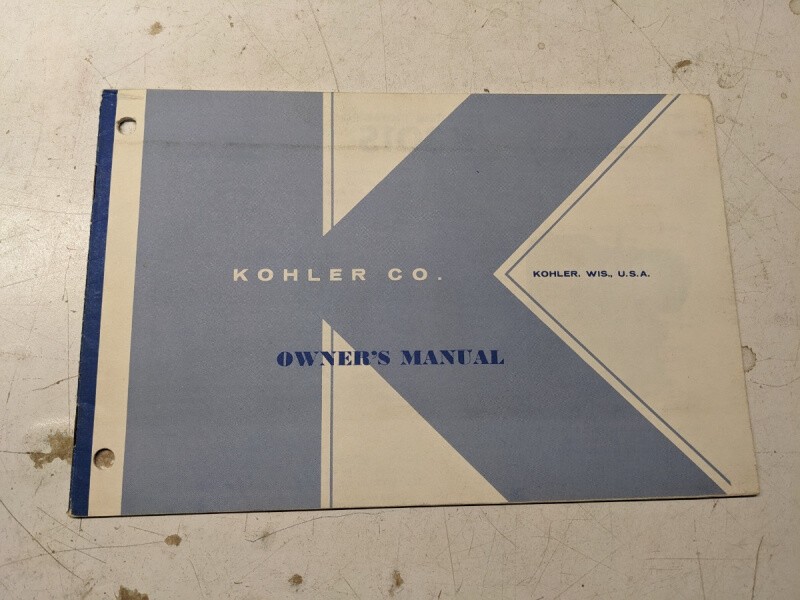 KOHLER CO.
KOHLER, WIS., U.S.A.
OWNER'S MANUAL